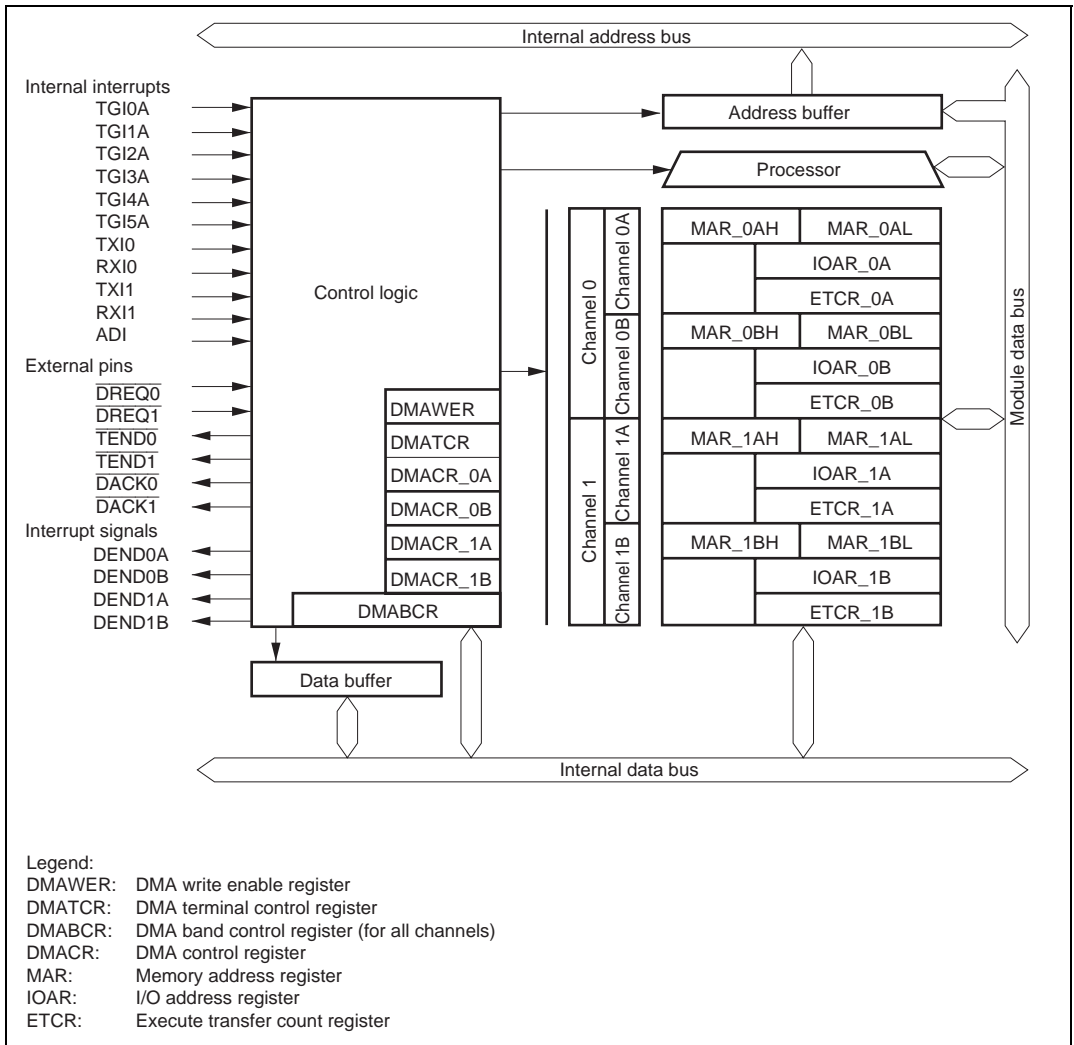 Internal address bus
Internal interrupts
TGI0A
TGI1A
TGI2A
TGI3A
TGI4A
TGI5A
TXI0
RXI0
TXI1
RXI1
ADI
External pins
DREQ0
DREQ1
TEND0
TEND1
DACK0
DACK1
Interrupt signals
DEND0A
DEND0B
DEND1A
DEND1B
Control logic
DMAWER
DMATCR
DMACR_0A
DMACR_0B
DMACR_1A
DMACR_1B
DMABCR
Data buffer
Address buffer
Processor
Channel 0
Channel 0A
Channel 0B
Channel 1
Channel 1A
Channel 1B
MAR_0AH MAR_0AL
IOAR_0A
ETCR_0A
MAR_0BH MAR_0BL
IOAR_0B
ETCR_0B
MAR_1AH MAR_1AL
IOAR_1A
ETCR_1A
MAR_1BH MAR_1BL
IOAR_1B
ETCR_1B
Module data bus
Internal data bus
Legend:
DMAWER: DMA write enable register
DMATCR: DMA terminal control register
DMABCR: DMA band control register (for all channels)
DMACR: DMA control register
MAR: Memory address register
IOAR: I/O address register
ETCR: Execute transfer count register